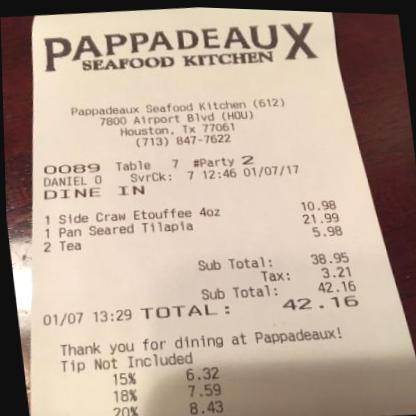 PAPPADEAUX
SEAFOOD KITCHEN
Pappadeaux Seafood Kitchen (612)
7800 Airport Blvd (HOU)
Houston, Tx 77061
(713) 847-7622
0089 Table 7 #Party 2
DANIEL O SvrCk: 7 12:46 01/07/17
DINE IN
1 Side Craw Etouffee 4oz 10.98
1 Pan Seared Tilapia 21.99
2 Tea 5.98
Sub Total: 38.95
Tax: 3.21
Sub Total: 42.16
01/07 13:29 TOTAL: 42.16
Thank you for dining at Pappadeaux!
Tip Not Included
15% 6.32
18% 7.59
20% 8.43